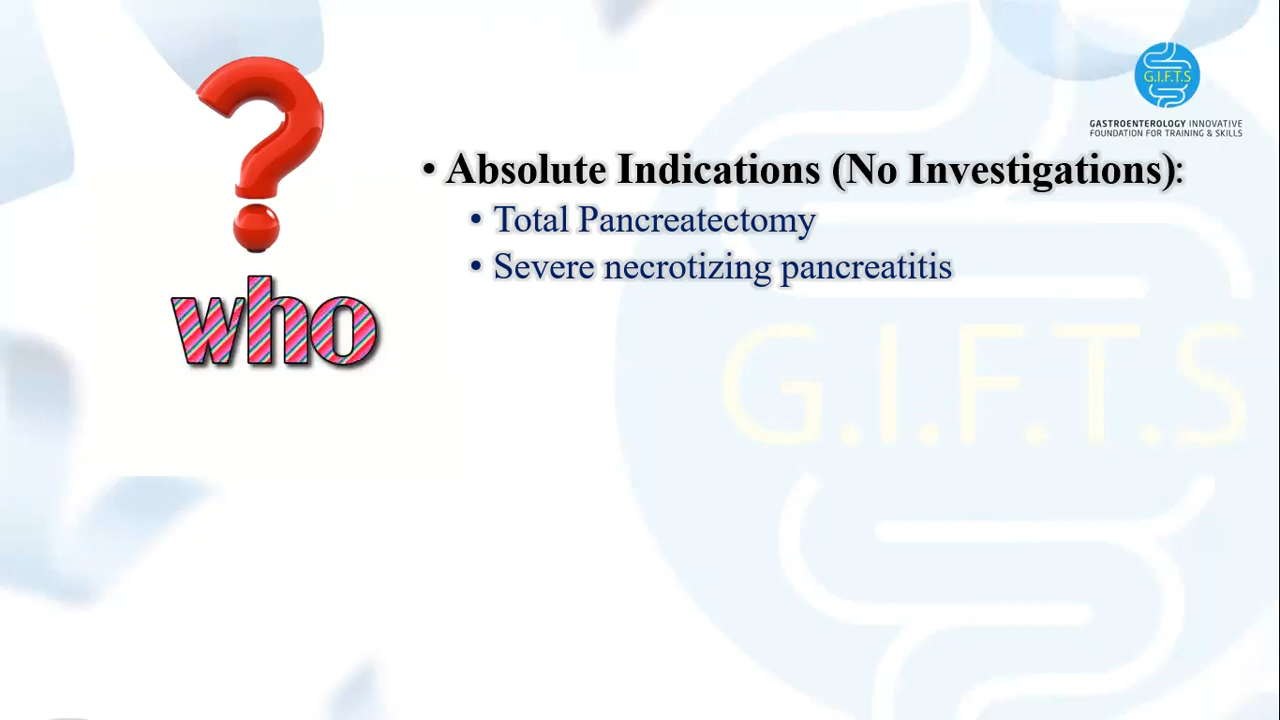 G.I.F.T.S
GASTROENTEROLOGY INNOVATIVE
FOUNDATION FOR TRAINING & SKILLS
?
who
• Absolute Indications (No Investigations):
• Total Pancreatectomy
• Severe necrotizing pancreatitis
G.I.F.T.S